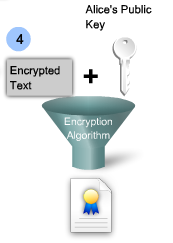 Alice's Public
Key
4
Encrypted
Text
+
Encryption
Algorithm